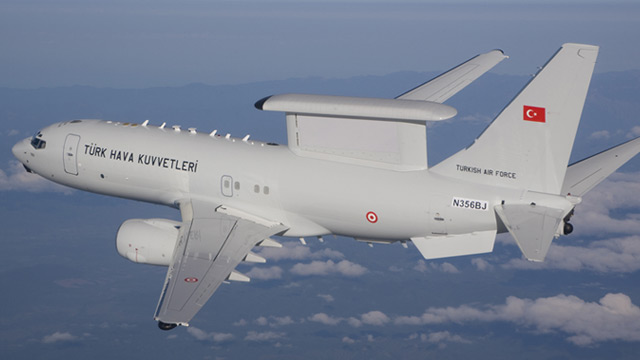 TÜRK HAVA KUVVETLERİ
TURKISH AIR FORCE
N356BJ